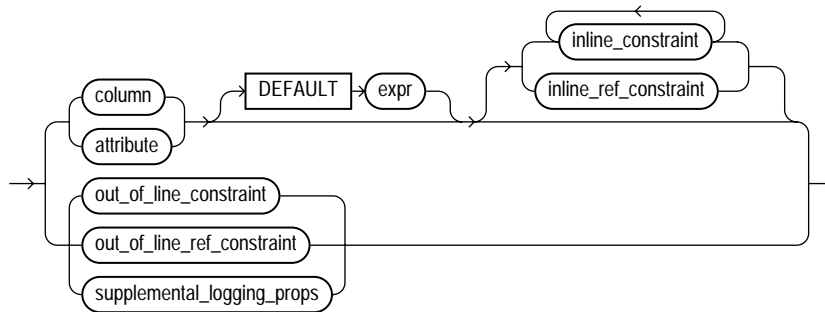 inline_constraint
column
DEFAULT
expr
inline_ref_constraint
attribute
out_of_line_constraint
out_of_line_ref_constraint
supplemental_logging_props